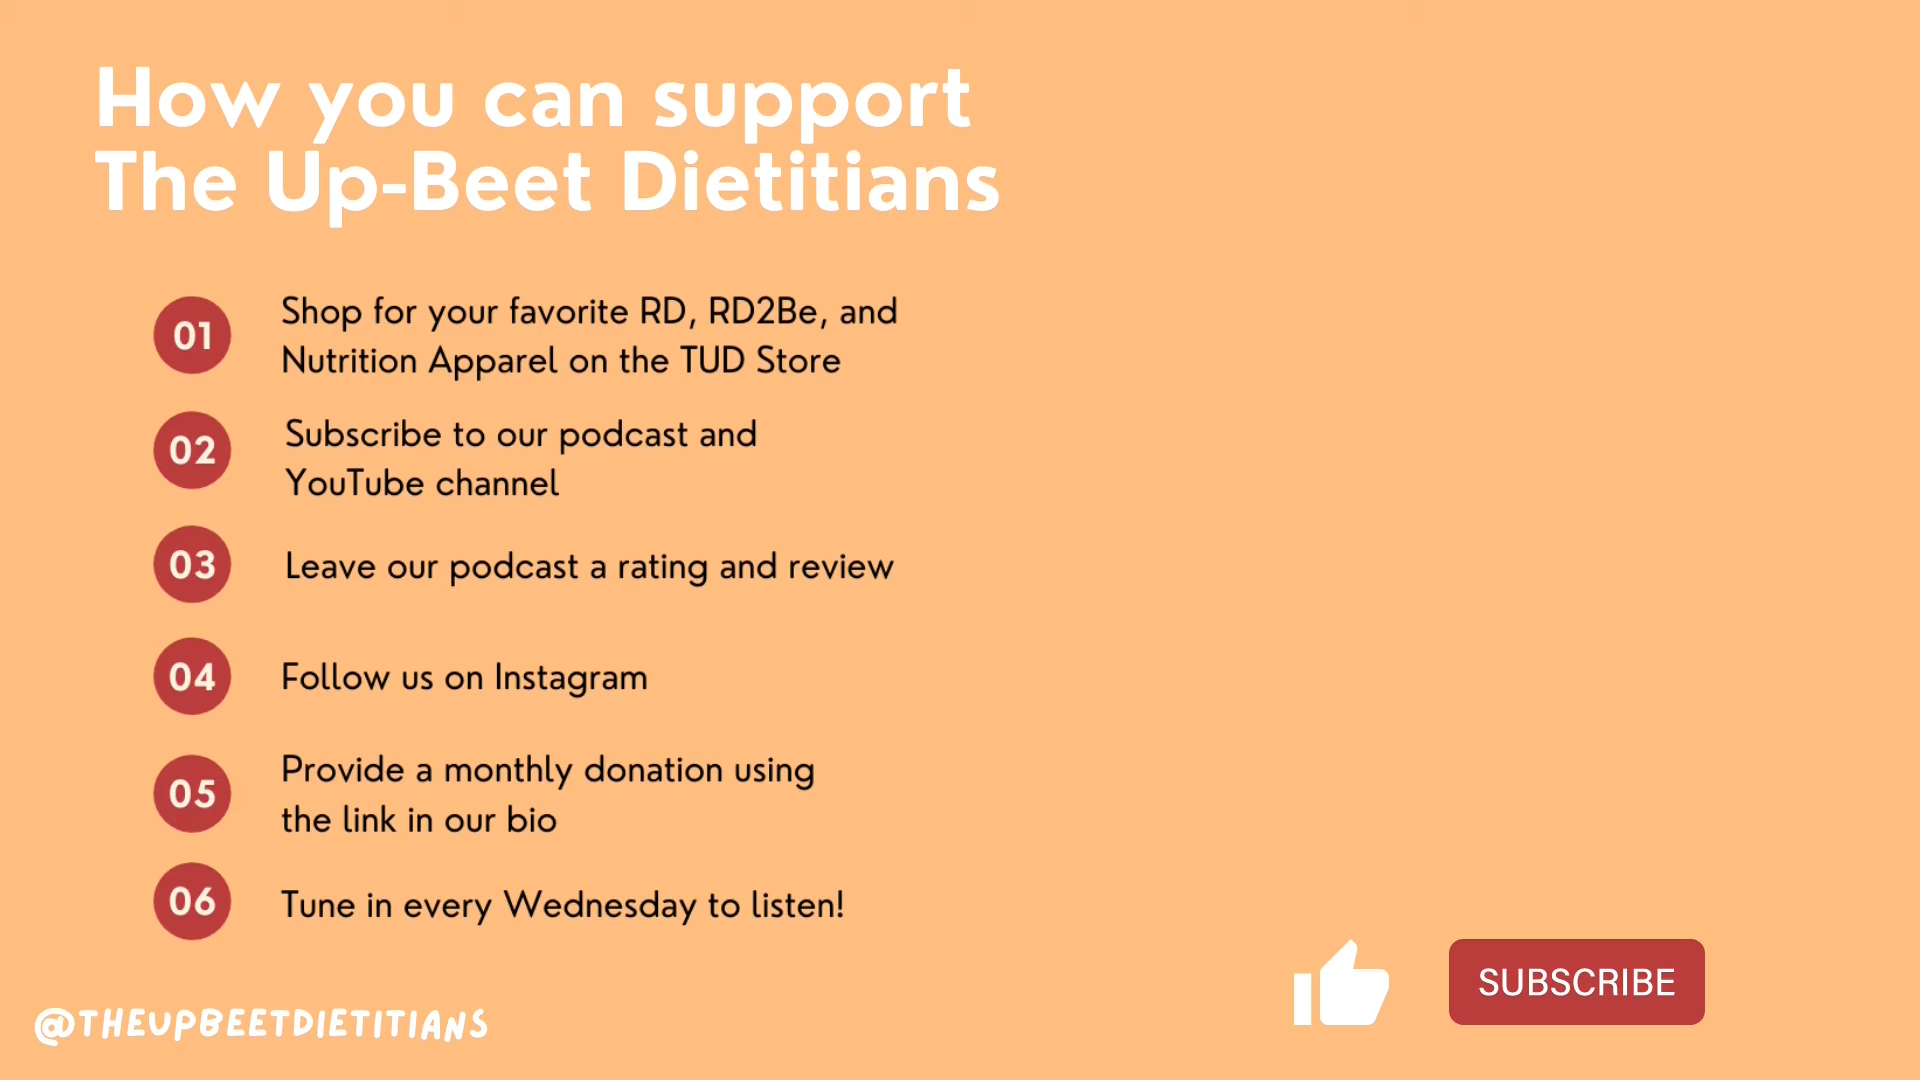 How you can support
The Up-Beet Dietitians
01
Shop for your favorite RD, RD2Be, and
Nutrition Apparel on the TUD Store
02
Subscribe to our podcast and
YouTube channel
03
Leave our podcast a rating and review
04
Follow us on Instagram
05
Provide a monthly donation using
the link in our bio
06
Tune in every Wednesday to listen!
SUBSCRIBE
@THEUPBEETDIETITIANS